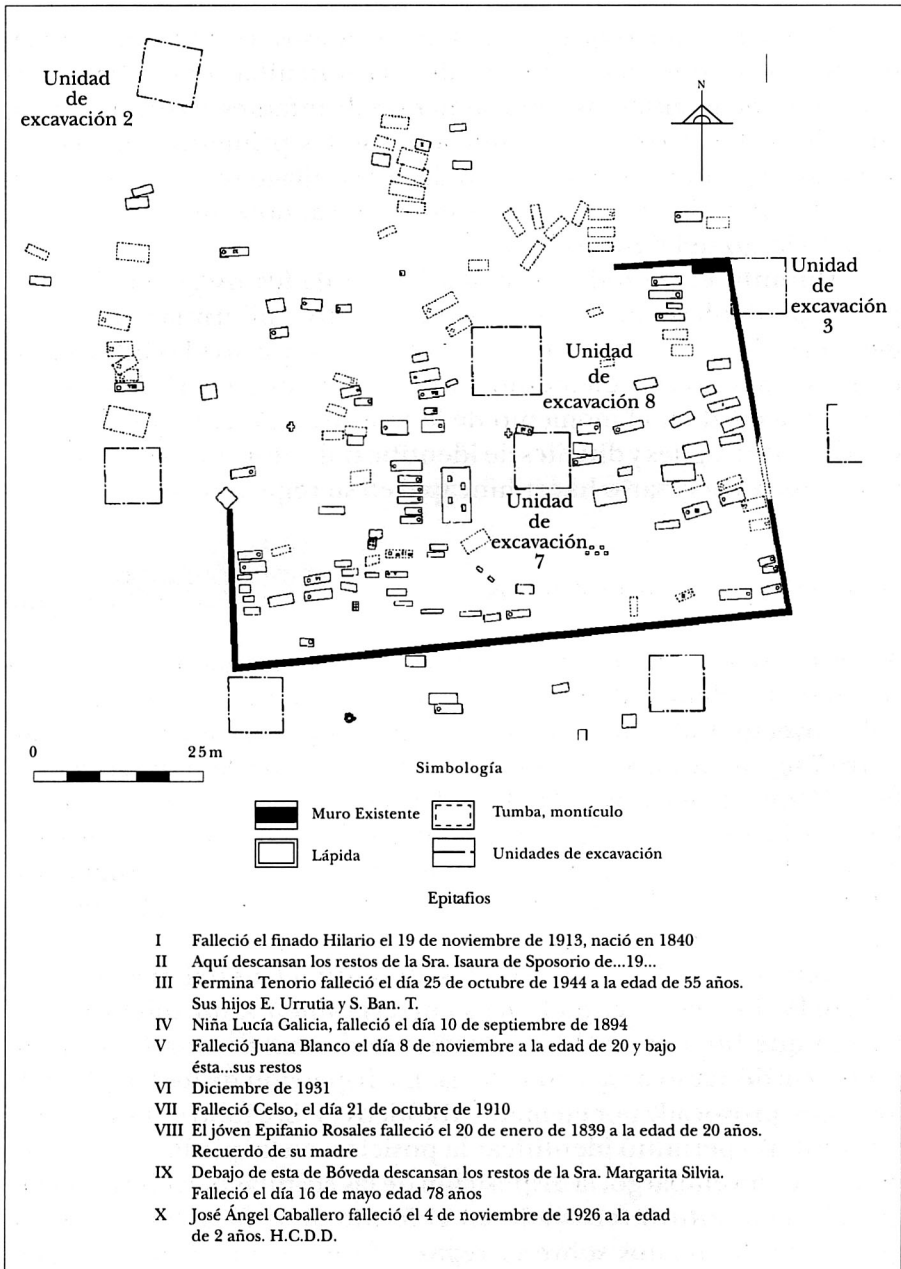 Unidad
de
excavación 2
N
Unidad
de
excavación
3
Unidad
de
excavación 8
Unidad
de
excavación
7
0 25 m
Simbología
Muro Existente
Tumba, montículo
Lápida
Unidades de excavación
Epitafios
I Falleció el finado Hilario el 19 de noviembre de 1913, nació en 1840
II Aquí descansan los restos de la Sra. Isaura de Sposorio de...19...
III Fermina Tenorio falleció el día 25 de octubre de 1944 a la edad de 55 años.
Sus hijos E. Urrutia y S. Ban. T.
IV Niña Lucía Galicia, falleció el día 10 de septiembre de 1894
V Falleció Juana Blanco el día 8 de noviembre a la edad de 20 y bajo
ésta...sus restos
VI Diciembre de 1931
VII Falleció Celso, el día 21 de octubre de 1910
VIII El jóven Epifanio Rosales falleció el 20 de enero de 1839 a la edad de 20 años.
Recuerdo de su madre
IX Debajo de esta de Bóveda descansan los restos de la Sra. Margarita Silvia.
Falleció el día 16 de mayo edad 78 años
X José Ángel Caballero falleció el 4 de noviembre de 1926 a la edad
de 2 años. H.C.D.D.